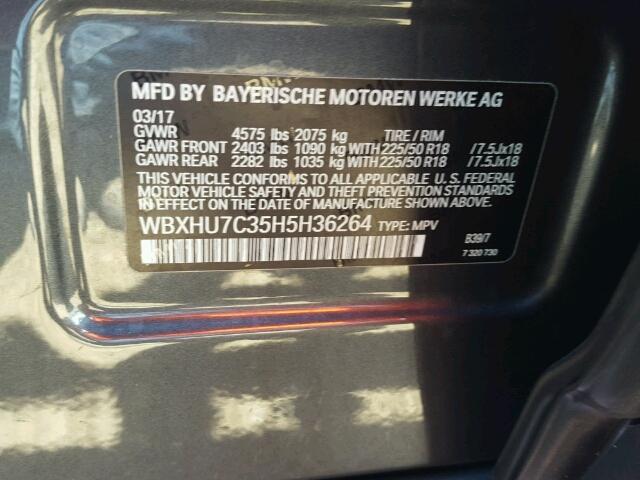 MFD BY BAYERISCHE MOTOREN WERKE AG
03/17
GVWR 4575 lbs 2075 kg TIRE / RIM
GAWR FRONT 2403 lbs 1090 kg WITH 225/50 R18 /7.5Jx18
GAWR REAR 2282 lbs 1035 kg WITH 225/50 R18 /7.5Jx18
THIS VEHICLE CONFORMS TO ALL APPLICABLE U.S. FEDERAL
MOTOR VEHICLE SAFETY AND THEFT PREVENTION STANDARDS
IN EFFECT ON THE DATE OF MANUFACTURE SHOWN ABOVE.
WBXHU7C35H5H36264 TYPE: MPV
B39/7
7 320 730